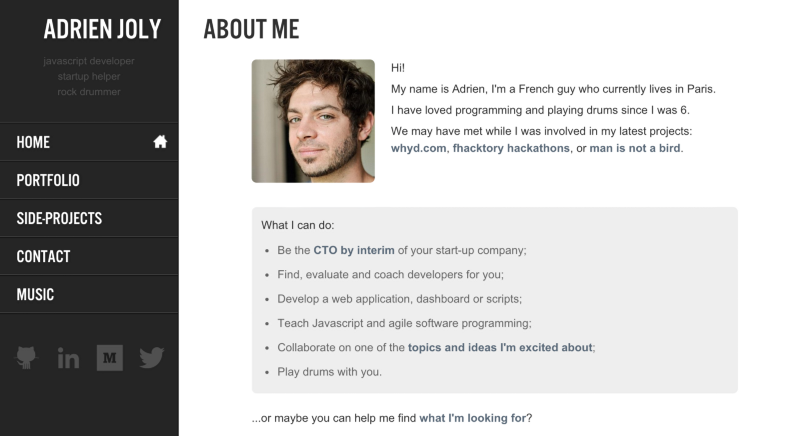 ADRIEN JOLY
javascript developer
startup helper
rock drummer
HOME
PORTFOLIO
SIDE-PROJECTS
CONTACT
MUSIC
in
M
ABOUT ME
Hi!
My name is Adrien, I'm a French guy who currently lives in Paris.
I have loved programming and playing drums since I was 6.
We may have met while I was involved in my latest projects:
whyd.com, fhacktory hackathons, or man is not a bird.
What I can do:
• Be the CTO by interim of your start-up company;
• Find, evaluate and coach developers for you;
• Develop a web application, dashboard or scripts;
• Teach Javascript and agile software programming;
• Collaborate on one of the topics and ideas I'm excited about;
• Play drums with you.
...or maybe you can help me find what I'm looking for?